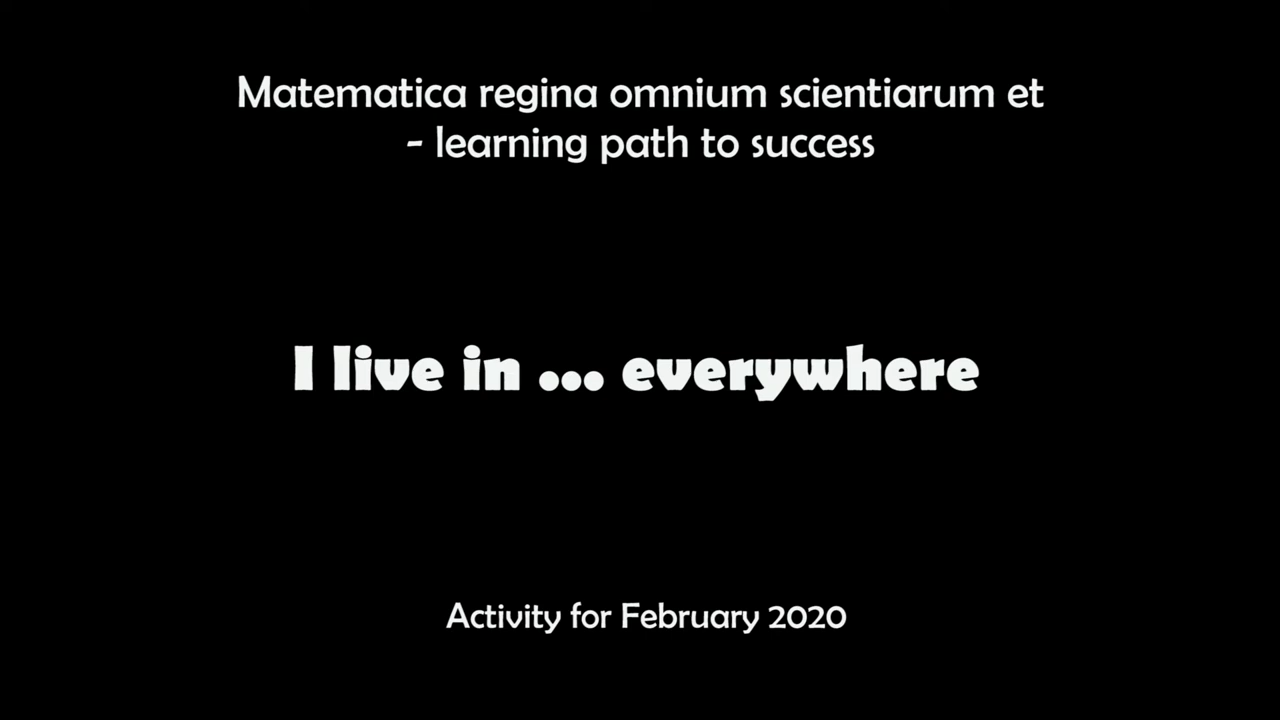 Matematica regina omnium scientiarum et
- learning path to success
I live in ... everywhere
Activity for February 2020